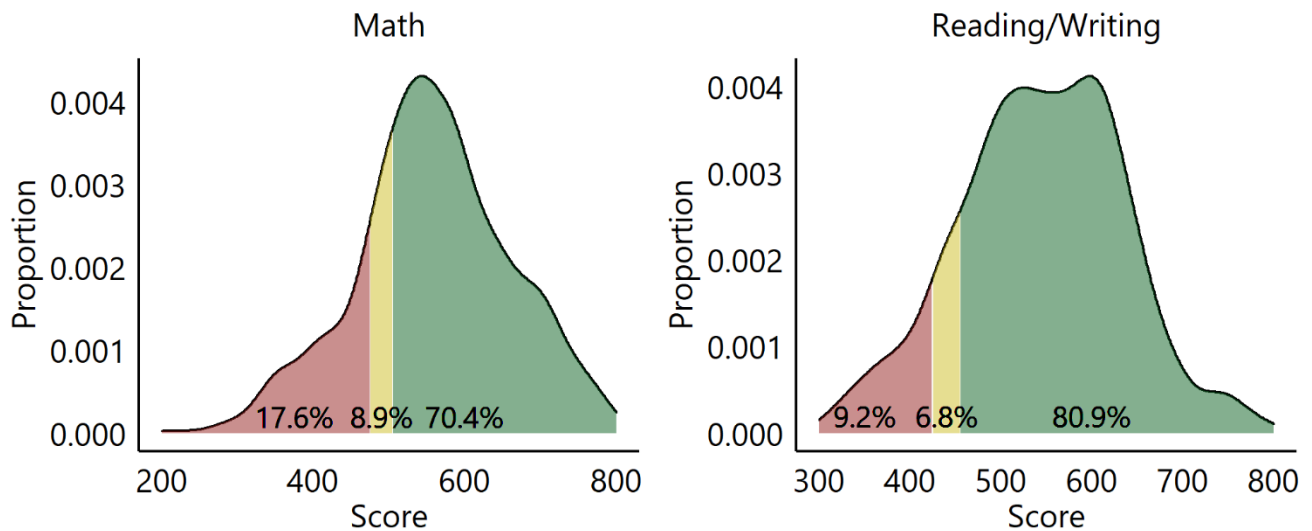 Math
Proportion
0.004
0.003
0.002
0.001
0.000
17.6% 8.9% 70.4%
200 400 600 800
Score
Reading/Writing
Proportion
0.004
0.003
0.002
0.001
0.000
9.2% 6.8% 80.9%
300 400 500 600 700 800
Score